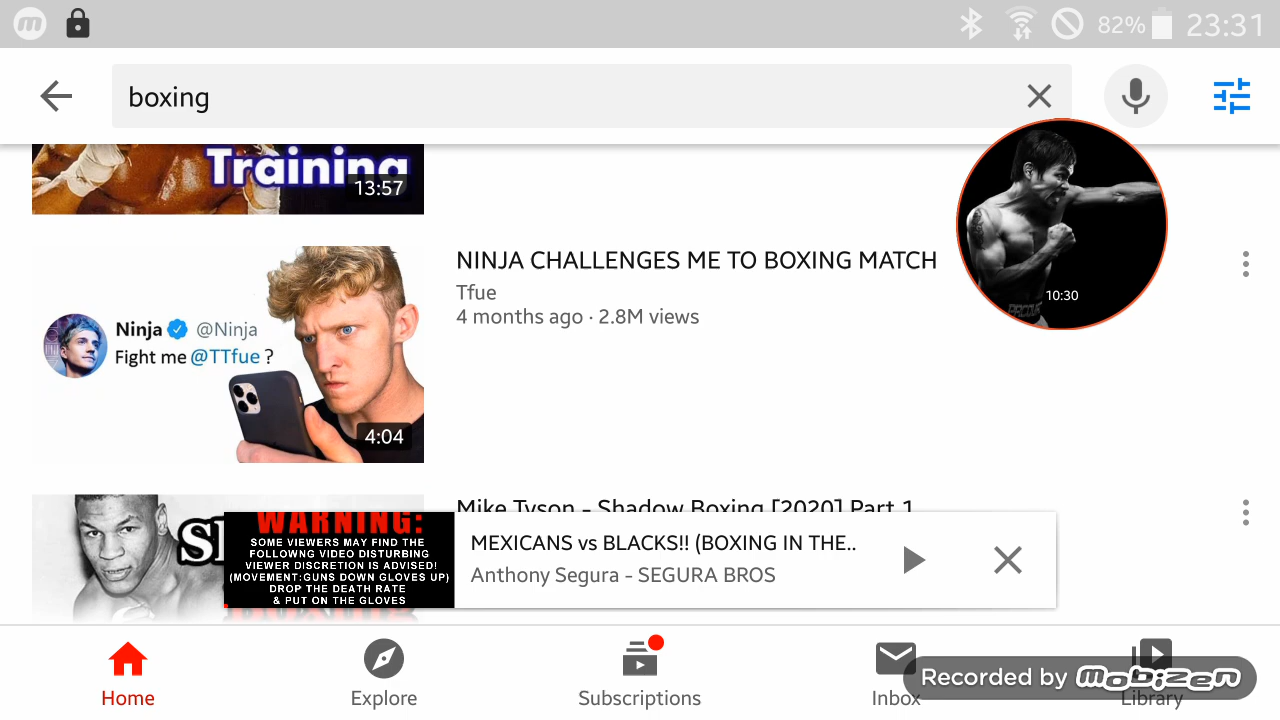 82% 23:31
boxing
Training
13:57
NINJA CHALLENGES ME TO BOXING MATCH
Tfue
4 months ago · 2.8M views
10:30
Ninja @Ninja
Fight me @TTfue ?
4:04
Mike Tyson - Shadow Boxing [2020] Part 1
WARNING:
SOME VIEWERS MAY FIND THE
FOLLOWNG VIDEO DISTURBING
VIEWER DISCRETION IS ADVISED!
(MOVEMENT:GUNS DOWN GLOVES UP)
DROP THE DEATH RATE
& PUT ON THE GLOVES
MEXICANS vs BLACKS!! (BOXING IN THE..
Anthony Segura - SEGURA BROS
Home
Explore
Subscriptions
Inbox
Library
Recorded by mobizen